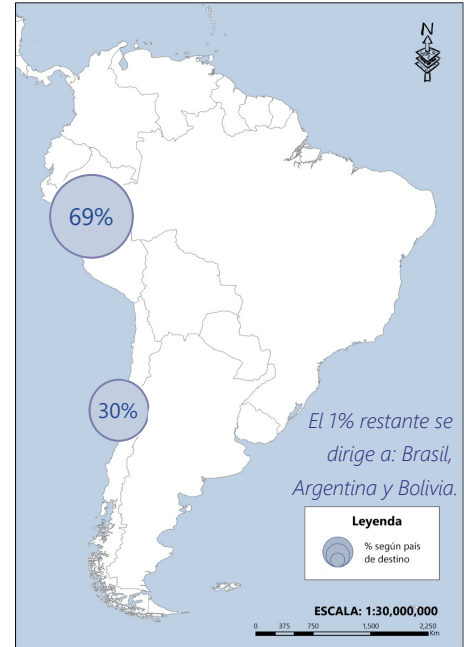 N
69%
30%
El 1% restante se
dirige a: Brasil,
Argentina y Bolivia.
Leyenda
% según país
de destino
ESCALA: 1:30,000,000
0 375 750 1,500 2,250
Km